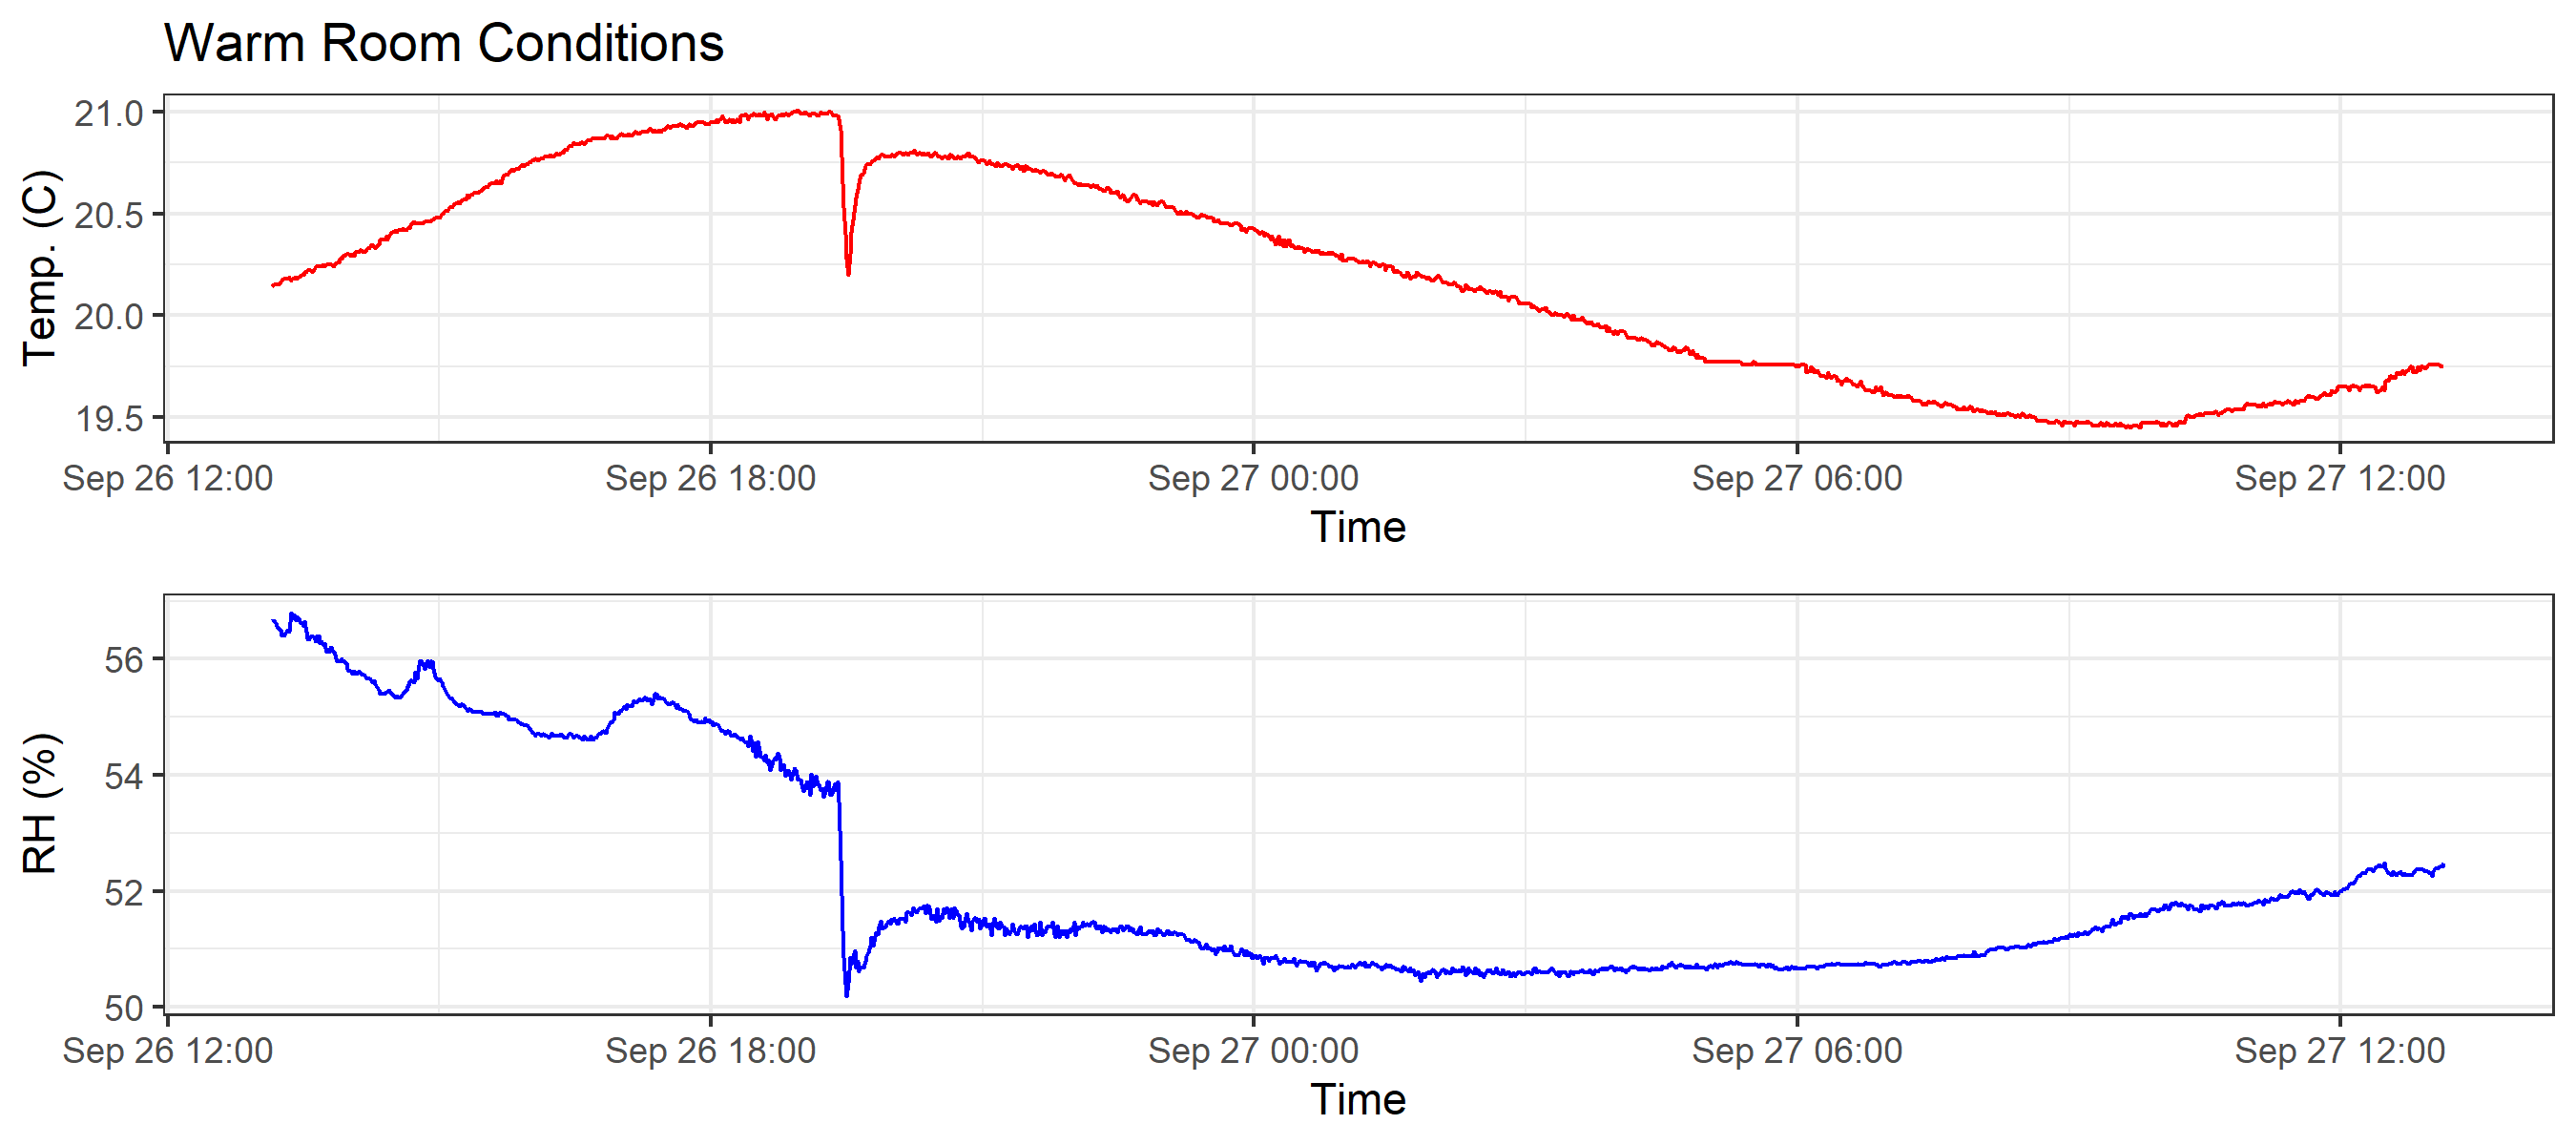 Warm Room Conditions
Temp. (C)
21.0
20.5
20.0
19.5
Sep 26 12:00 Sep 26 18:00 Sep 27 00:00 Sep 27 06:00 Sep 27 12:00
Time
RH (%)
56
54
52
50
Sep 26 12:00 Sep 26 18:00 Sep 27 00:00 Sep 27 06:00 Sep 27 12:00
Time